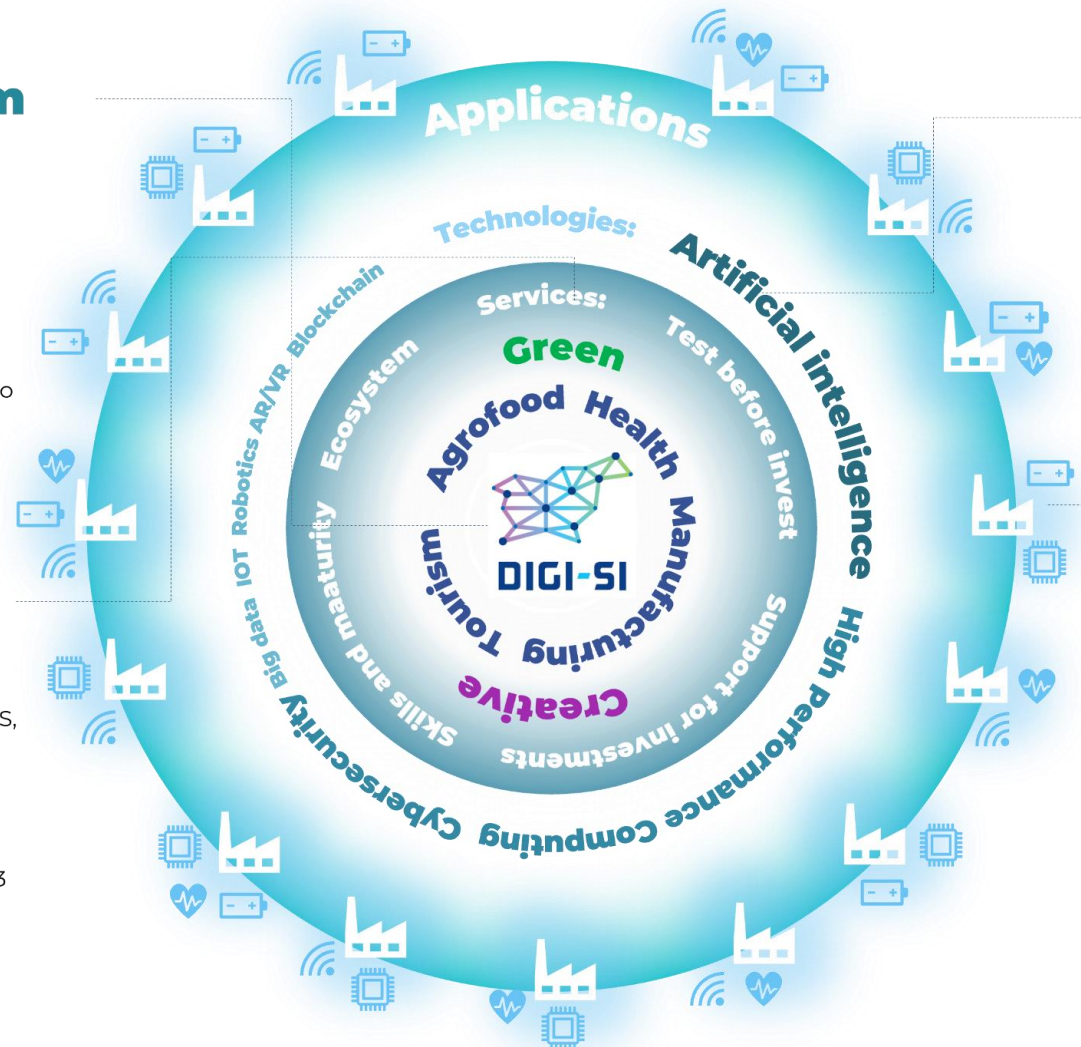 m
o
S,
3
Applications
Technologies:
Artificial intelligence
High Performance Computing
Cybersecurity
Big data
IOT
Robotics
AR/VR
Blockchain
Services:
Test before invest
Support for investments
Skills and maaturity
Ecosystem
Green
Agrofood
Health
Manufacturing
Tourism
Creative
DIGI-SI